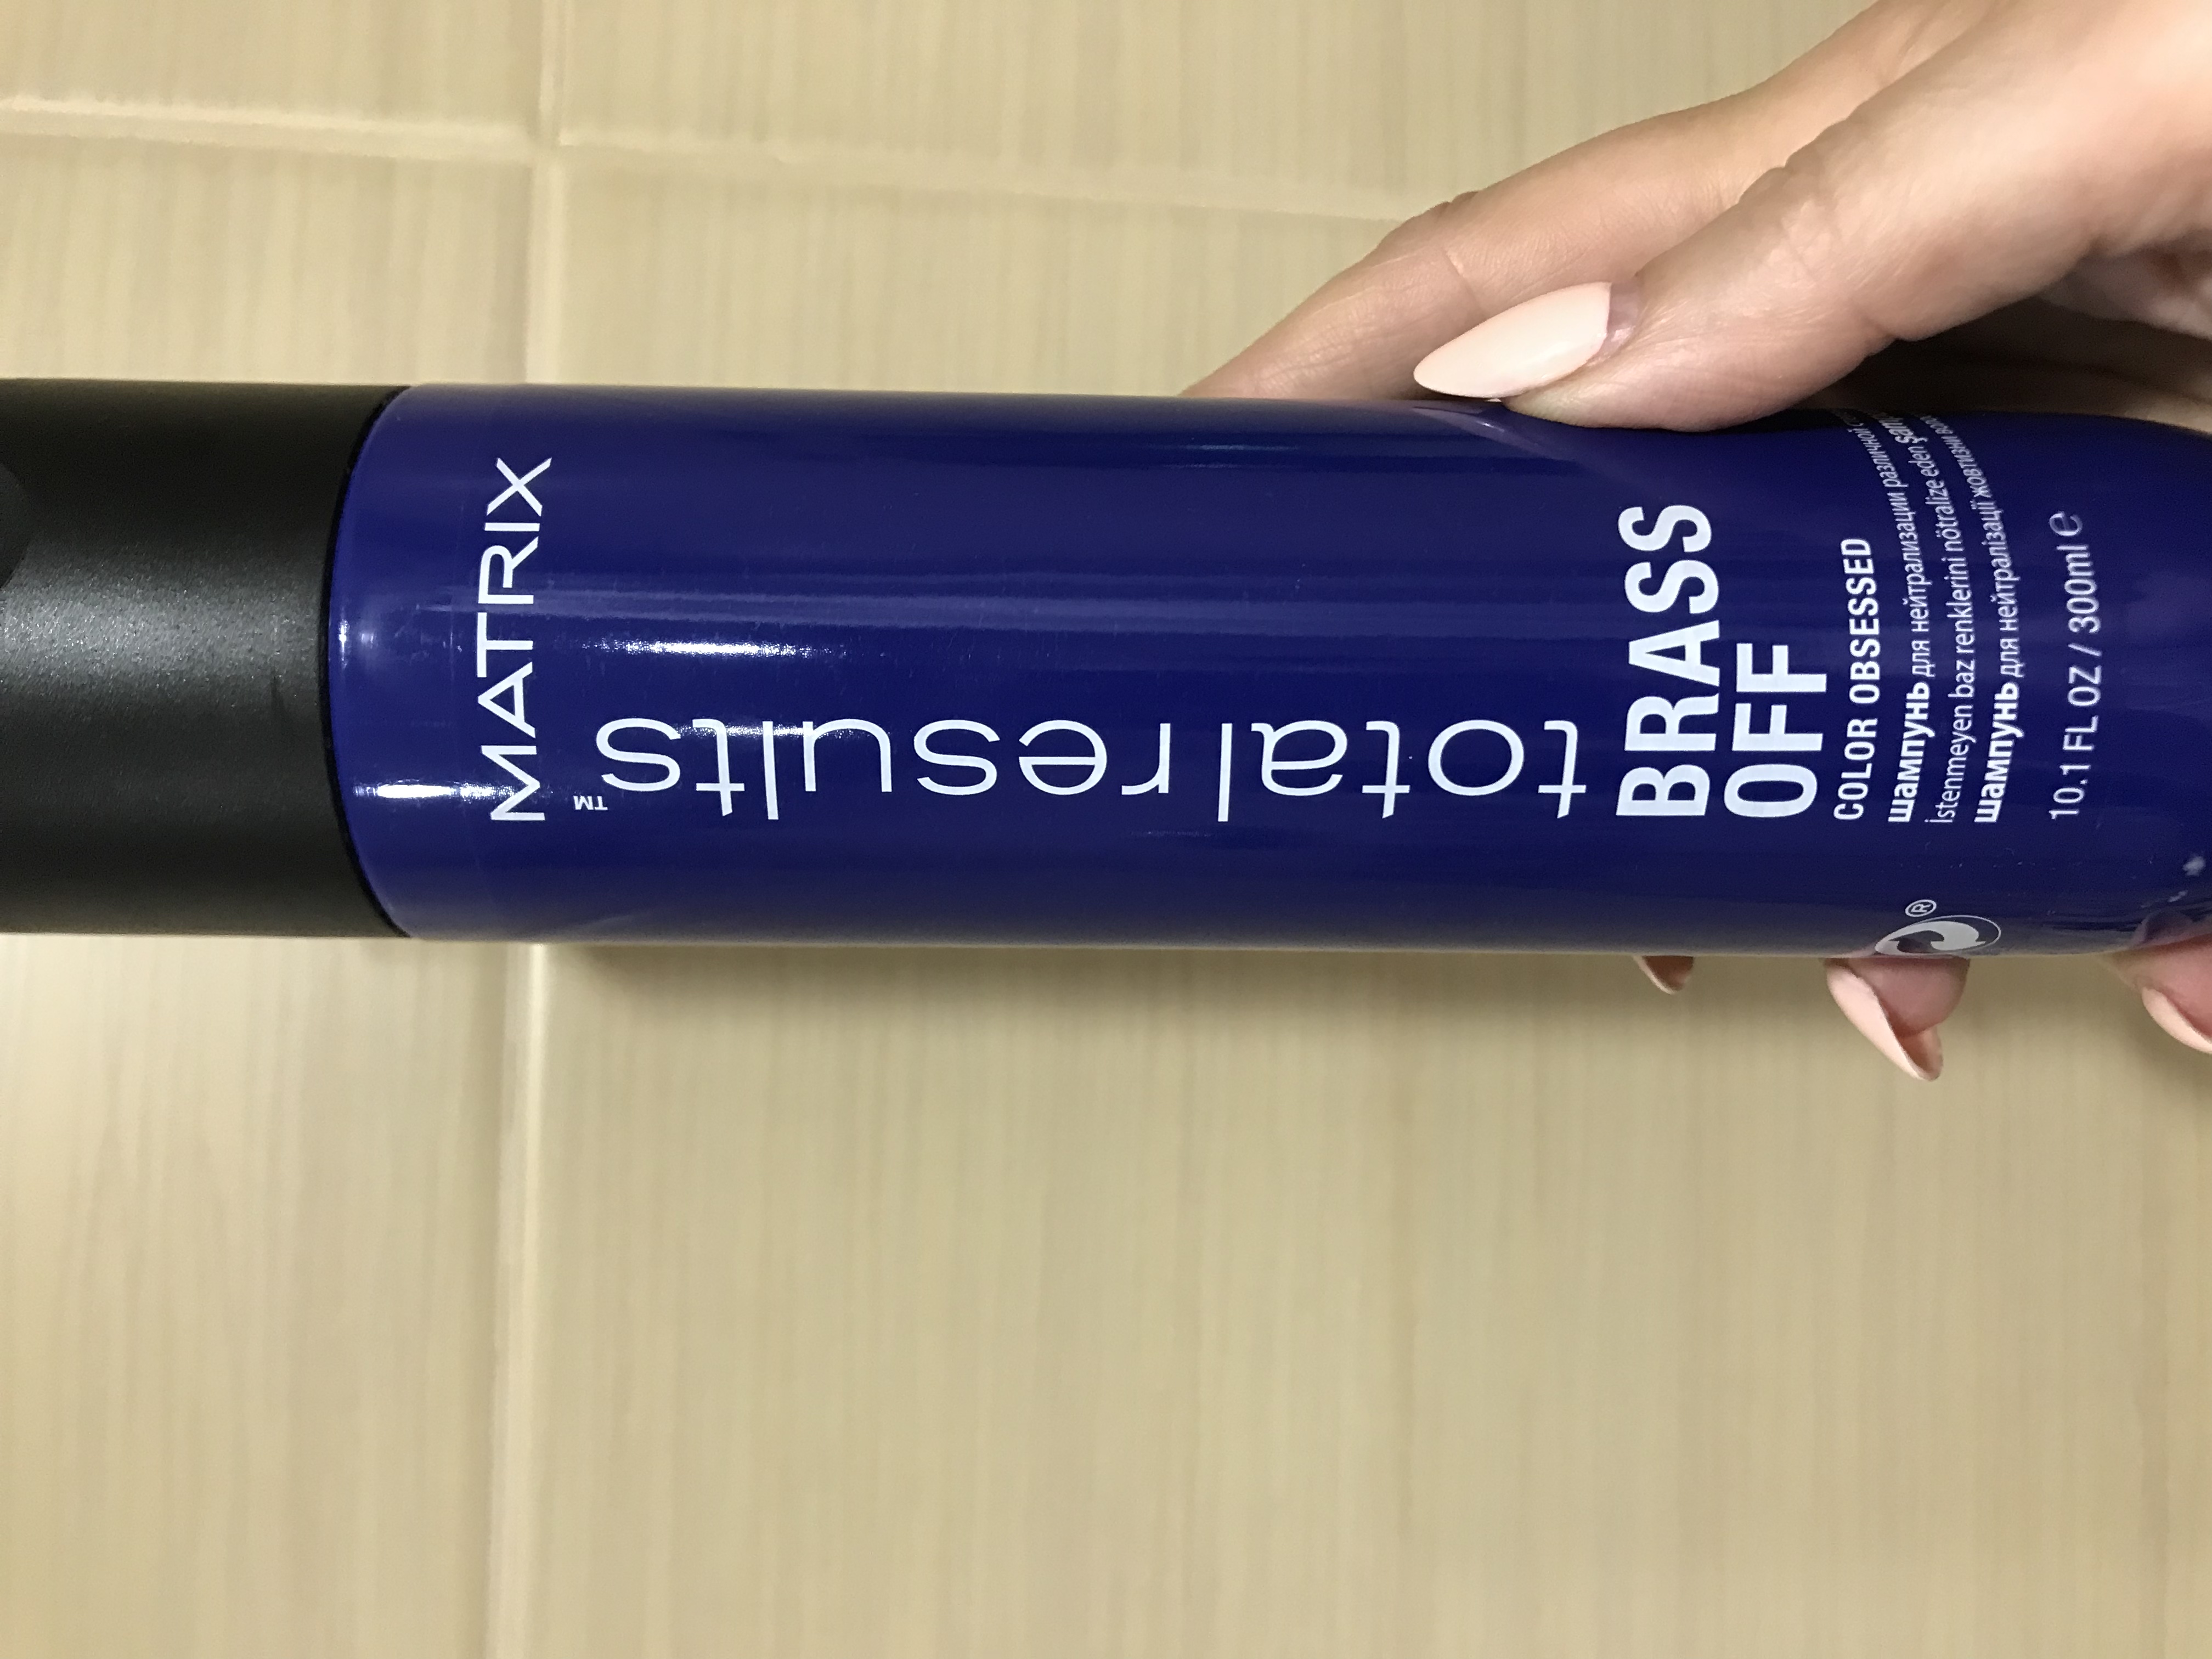 MATRIX
total results™
BRASS
OFF
COLOR OBSESSED
шампунь для нейтрализации различной
İstenmeyen baz renklerini nötralize eden
шампунь для нейтралізації жовтизни
10.1 FL OZ / 300ml ℮
®